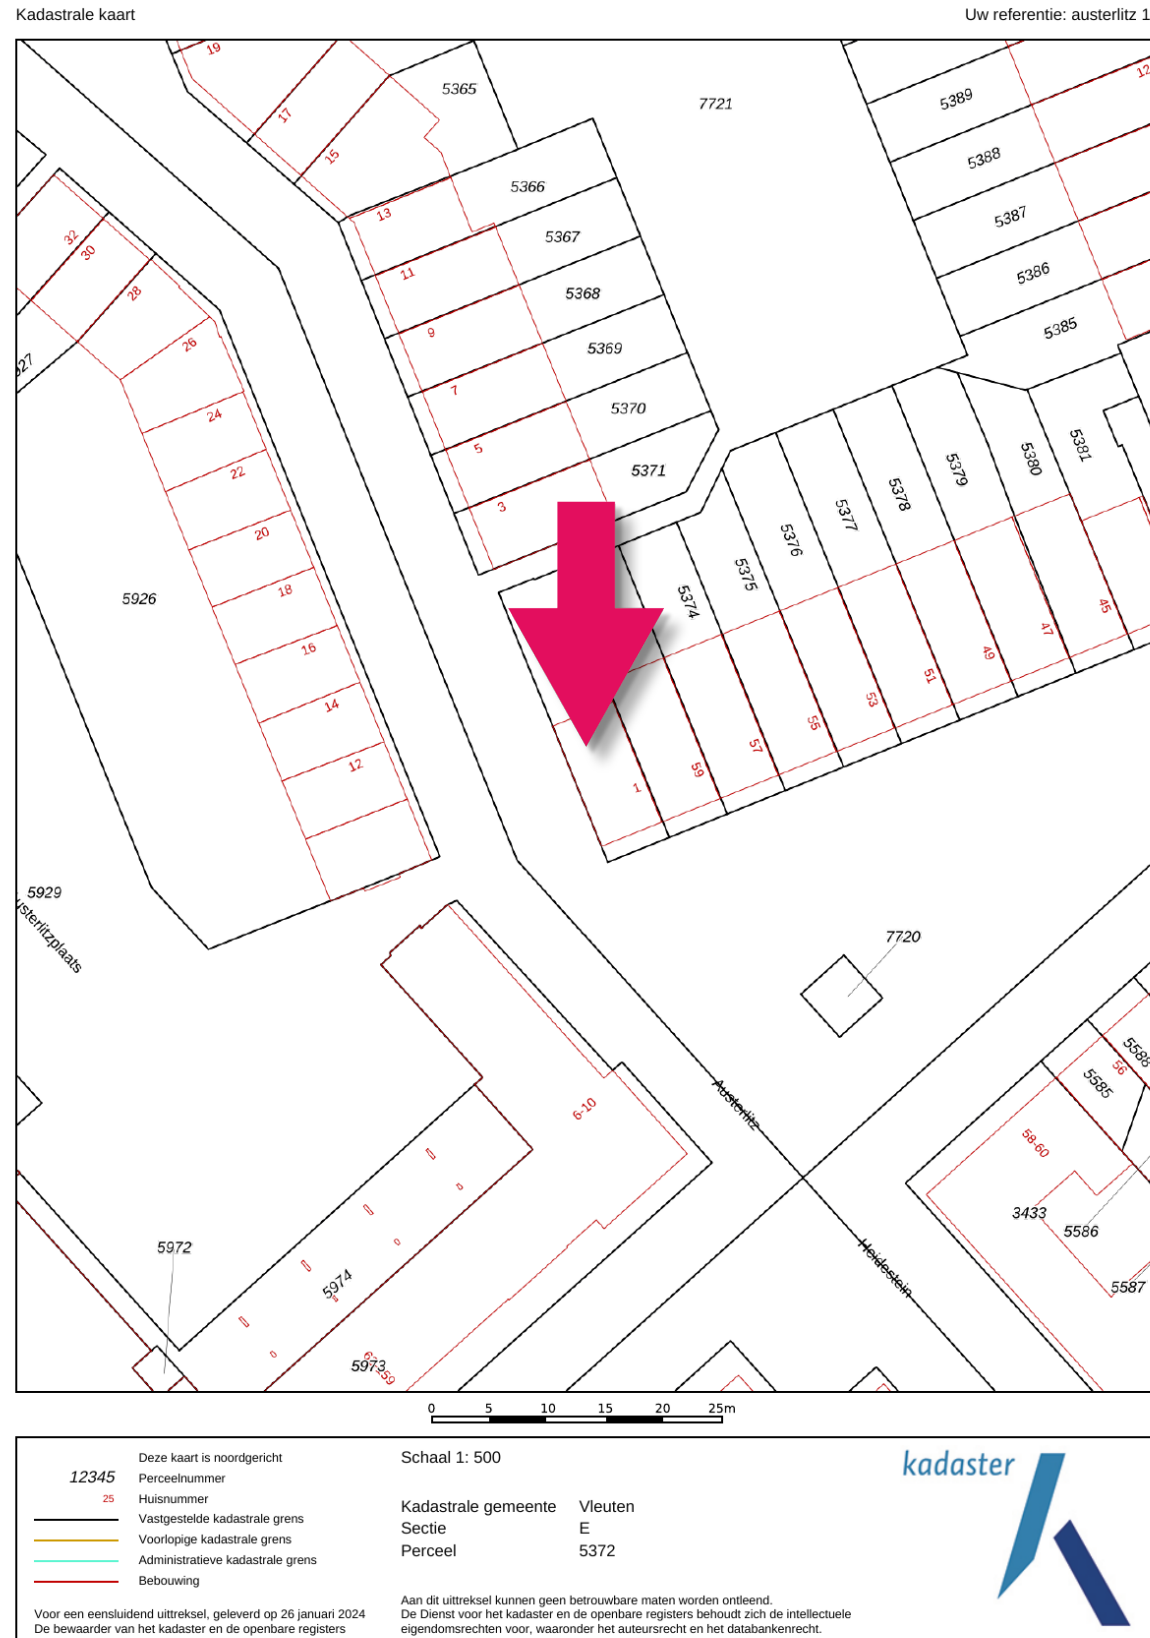 Kadastrale kaart
Uw referentie: austerlitz 1
19
17
15
13
11
9
7
5
3
5365
5366
5367
5368
5369
5370
5371
7721
5389
5388
5387
5386
5385
12
32
30
28
26
24
22
20
18
16
14
12
5926
5374
5375
5376
5377
5378
5379
5380
5381
1
59
57
55
53
51
49
47
45
5929
usterlitzplaats
7720
Austerlitz
Heidestein
6-10
5972
5974
5973
56
5585
58-60
3433
5586
5587
0 5 10 15 20 25m
Deze kaart is noordgericht
12345 Perceelnummer
25 Huisnummer
Vastgestelde kadastrale grens
Voorlopige kadastrale grens
Administratieve kadastrale grens
Bebouwing
Voor een eensluidend uittreksel, geleverd op 26 januari 2024
De bewaarder van het kadaster en de openbare registers
Schaal 1: 500
Kadastrale gemeente Vleuten
Sectie E
Perceel 5372
Aan dit uittreksel kunnen geen betrouwbare maten worden ontleend.
De Dienst voor het kadaster en de openbare registers behoudt zich de intellectuele
eigendomsrechten voor, waaronder het auteursrecht en het databankenrecht.
kadaster